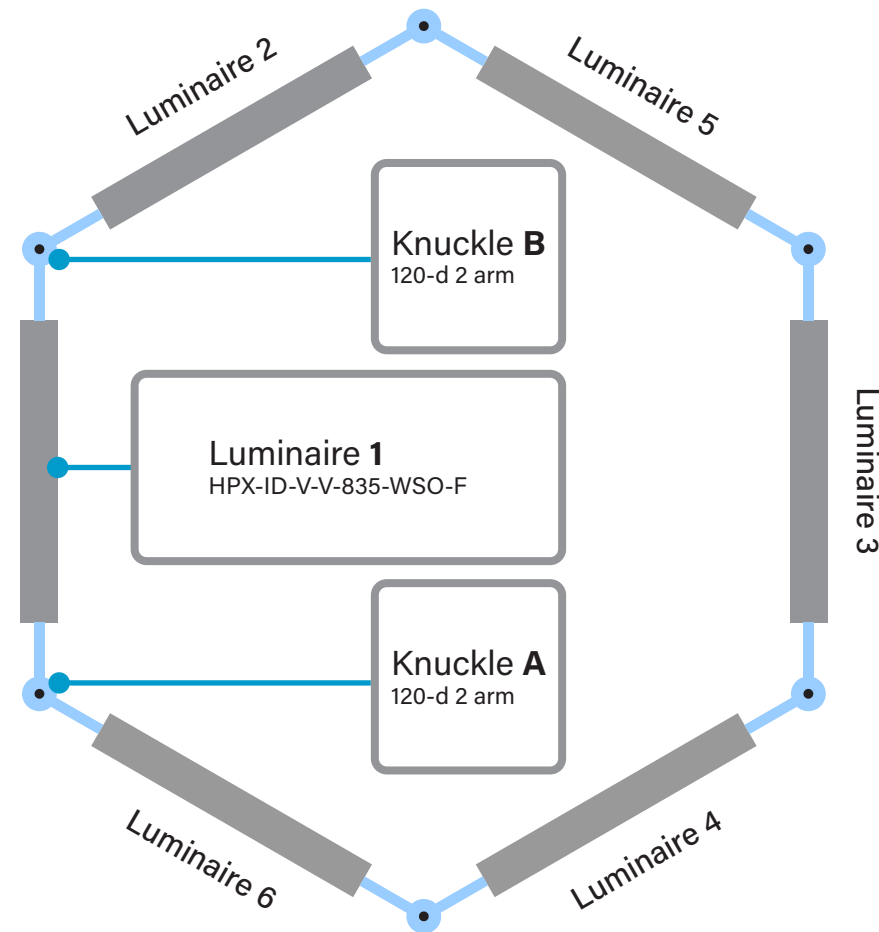 Luminaire 2
Luminaire 5
Knuckle B
120-d 2 arm
Luminaire 1
HPX-ID-V-V-835-WSO-F
Luminaire 3
Knuckle A
120-d 2 arm
Luminaire 6
Luminaire 4